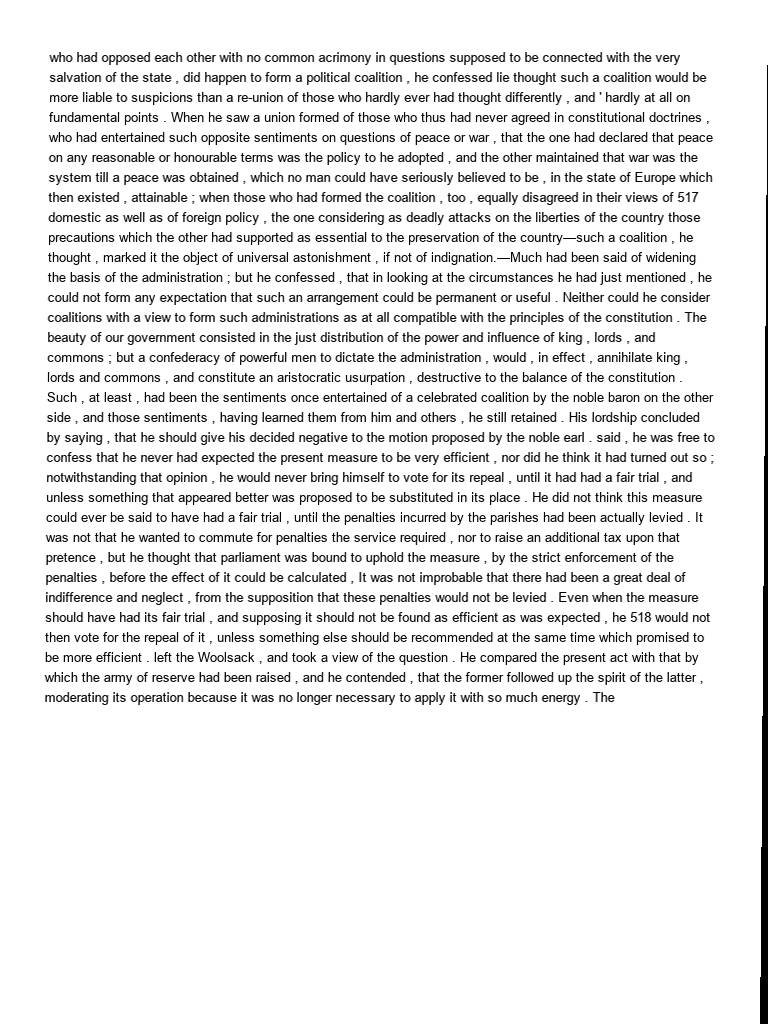 who had opposed each other with no common acrimony in questions supposed to be connected with the very
salvation of the state , did happen to form a political coalition , he confessed lie thought such a coalition would be
more liable to suspicions than a re-union of those who hardly ever had thought differently , and ' hardly at all on
fundamental points . When he saw a union formed of those who thus had never agreed in constitutional doctrines ,
who had entertained such opposite sentiments on questions of peace or war , that the one had declared that peace
on any reasonable or honourable terms was the policy to he adopted , and the other maintained that war was the
system till a peace was obtained , which no man could have seriously believed to be , in the state of Europe which
then existed , attainable ; when those who had formed the coalition , too , equally disagreed in their views of 517
domestic as well as of foreign policy , the one considering as deadly attacks on the liberties of the country those
precautions which the other had supported as essential to the preservation of the country—such a coalition , he
thought , marked it the object of universal astonishment , if not of indignation.—Much had been said of widening
the basis of the administration ; but he confessed , that in looking at the circumstances he had just mentioned , he
could not form any expectation that such an arrangement could be permanent or useful . Neither could he consider
coalitions with a view to form such administrations as at all compatible with the principles of the constitution . The
beauty of our government consisted in the just distribution of the power and influence of king , lords , and
commons ; but a confederacy of powerful men to dictate the administration , would , in effect , annihilate king ,
lords and commons , and constitute an aristocratic usurpation , destructive to the balance of the constitution .
Such , at least , had been the sentiments once entertained of a celebrated coalition by the noble baron on the other
side , and those sentiments , having learned them from him and others , he still retained . His lordship concluded
by saying , that he should give his decided negative to the motion proposed by the noble earl . said , he was free to
confess that he never had expected the present measure to be very efficient , nor did he think it had turned out so ;
notwithstanding that opinion , he would never bring himself to vote for its repeal , until it had had a fair trial , and
unless something that appeared better was proposed to be substituted in its place . He did not think this measure
could ever be said to have had a fair trial , until the penalties incurred by the parishes had been actually levied . It
was not that he wanted to commute for penalties the service required , nor to raise an additional tax upon that
pretence , but he thought that parliament was bound to uphold the measure , by the strict enforcement of the
penalties , before the effect of it could be calculated , It was not improbable that there had been a great deal of
indifference and neglect , from the supposition that these penalties would not be levied . Even when the measure
should have had its fair trial , and supposing it should not be found as efficient as was expected , he 518 would not
then vote for the repeal of it , unless something else should be recommended at the same time which promised to
be more efficient . left the Woolsack , and took a view of the question . He compared the present act with that by
which the army of reserve had been raised , and he contended , that the former followed up the spirit of the latter ,
moderating its operation because it was no longer necessary to apply it with so much energy . The